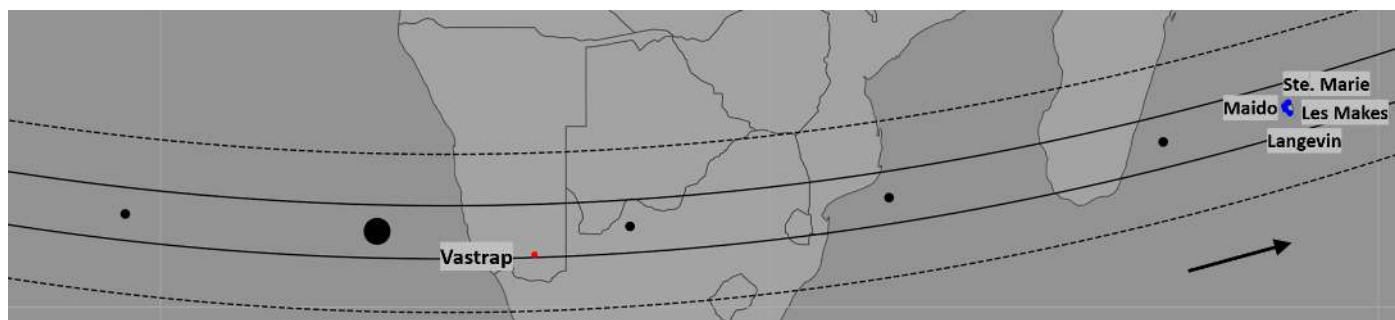 Ste. Marie
Maido
Les Makes
Langevin
Vastrap